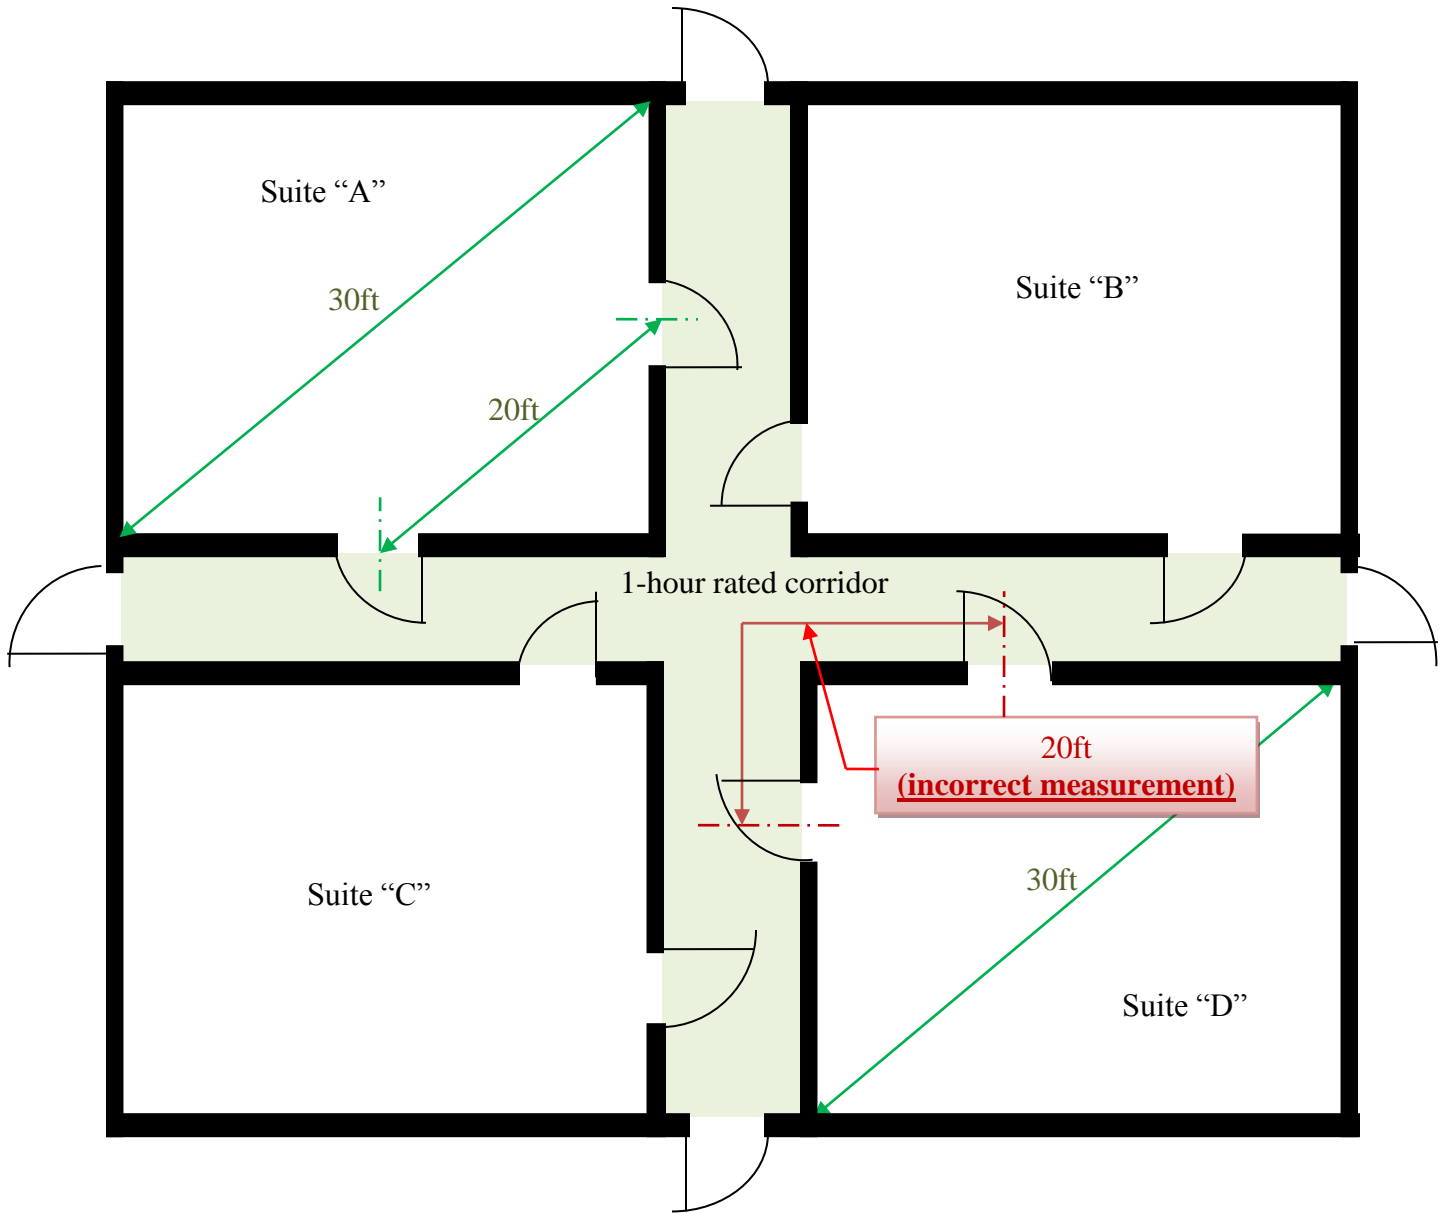 Suite “A”
Suite “B”
30ft
20ft
1-hour rated corridor
20ft
(incorrect measurement)
30ft
Suite “C”
Suite “D”